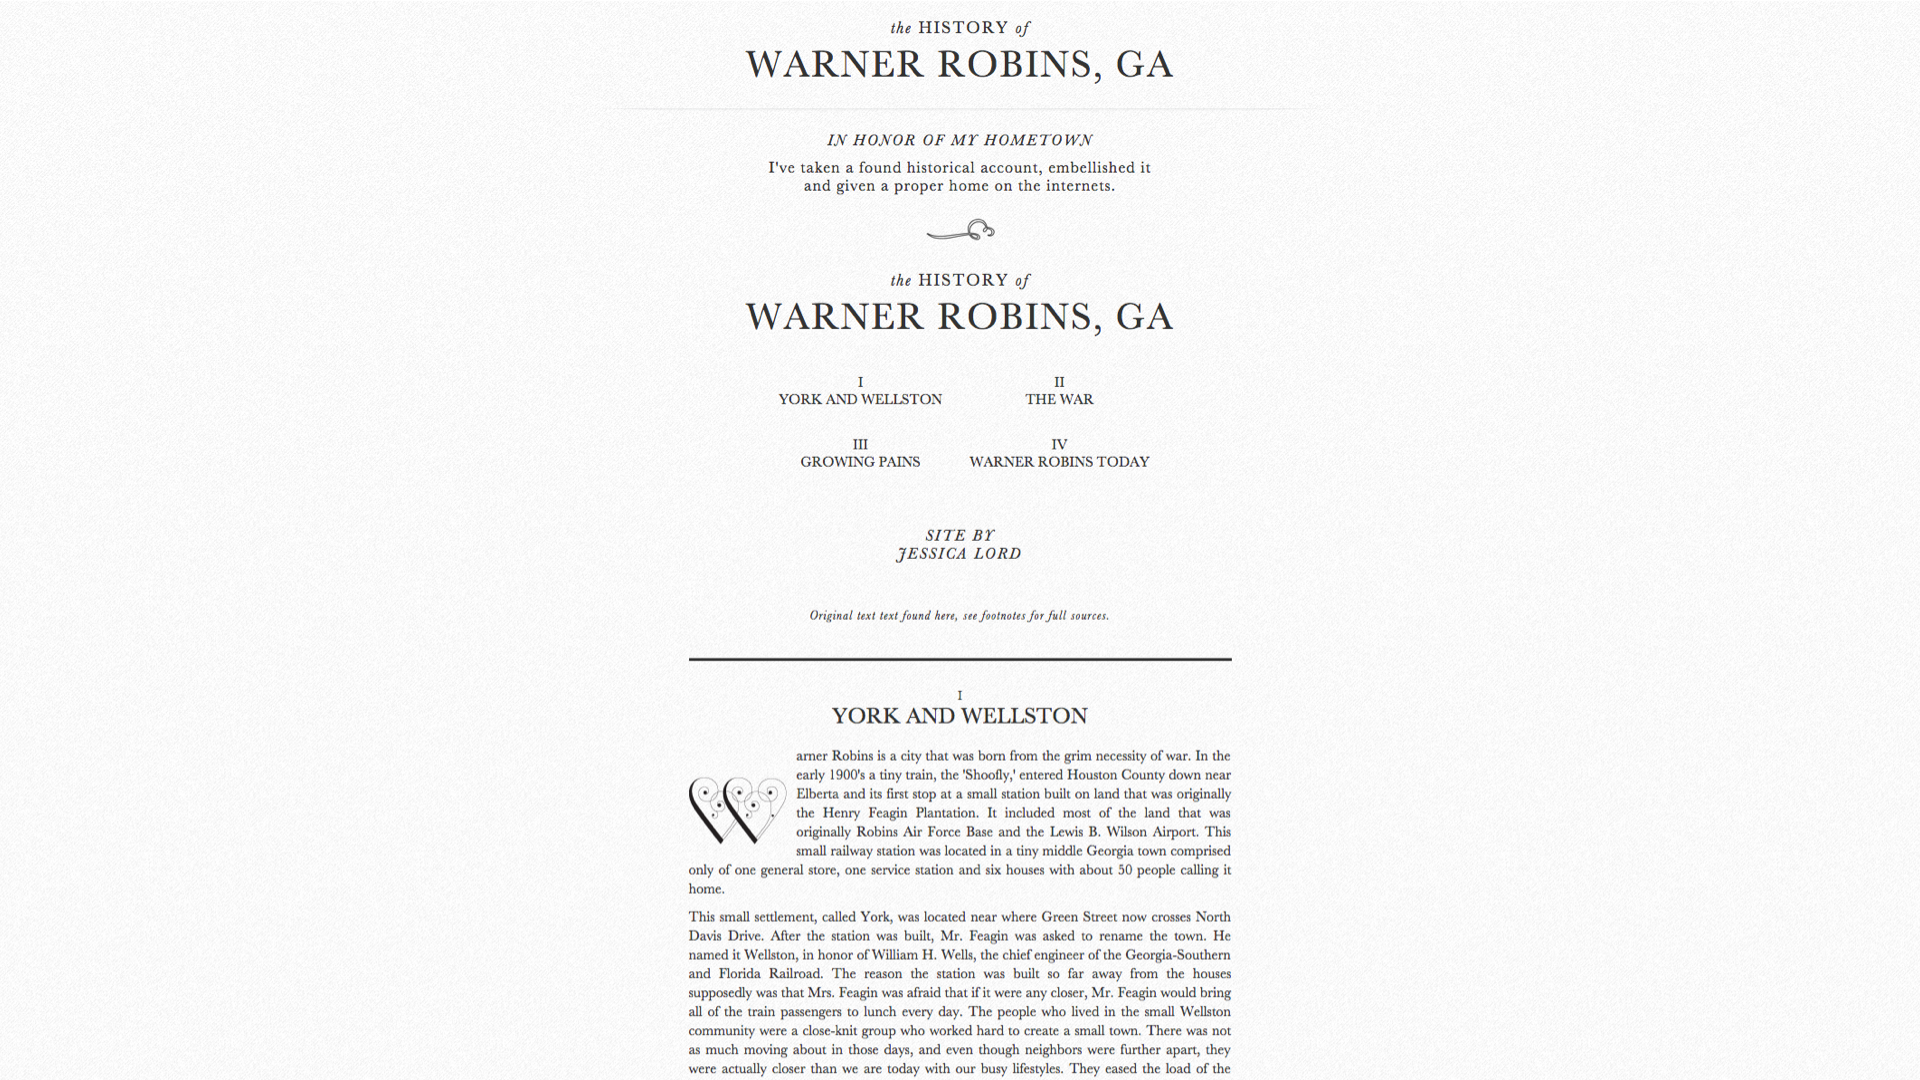 the HISTORY of
WARNER ROBINS, GA
IN HONOR OF MY HOMETOWN
I've taken a found historical account, embellished it
and given a proper home on the internets.
the HISTORY of
WARNER ROBINS, GA
I
YORK AND WELLSTON
II
THE WAR
III
GROWING PAINS
IV
WARNER ROBINS TODAY
SITE BY
JESSICA LORD
Original text text found here, see footnotes for full sources.
I
YORK AND WELLSTON
W
arner Robins is a city that was born from the grim necessity of war. In the
early 1900's a tiny train, the 'Shoofly,' entered Houston County down near
Elberta and its first stop at a small station built on land that was originally
the Henry Feagin Plantation. It included most of the land that was
originally Robins Air Force Base and the Lewis B. Wilson Airport. This
small railway station was located in a tiny middle Georgia town comprised
only of one general store, one service station and six houses with about 50 people calling it
home.
This small settlement, called York, was located near where Green Street now crosses North
Davis Drive. After the station was built, Mr. Feagin was asked to rename the town. He
named it Wellston, in honor of William H. Wells, the chief engineer of the Georgia-Southern
and Florida Railroad. The reason the station was built so far away from the houses
supposedly was that Mrs. Feagin was afraid that if it were any closer, Mr. Feagin would bring
all of the train passengers to lunch every day. The people who lived in the small Wellston
community were a close-knit group who worked hard to create a small town. There was not
as much moving about in those days, and even though neighbors were further apart, they
were actually closer than we are today with our busy lifestyles. They eased the load of the